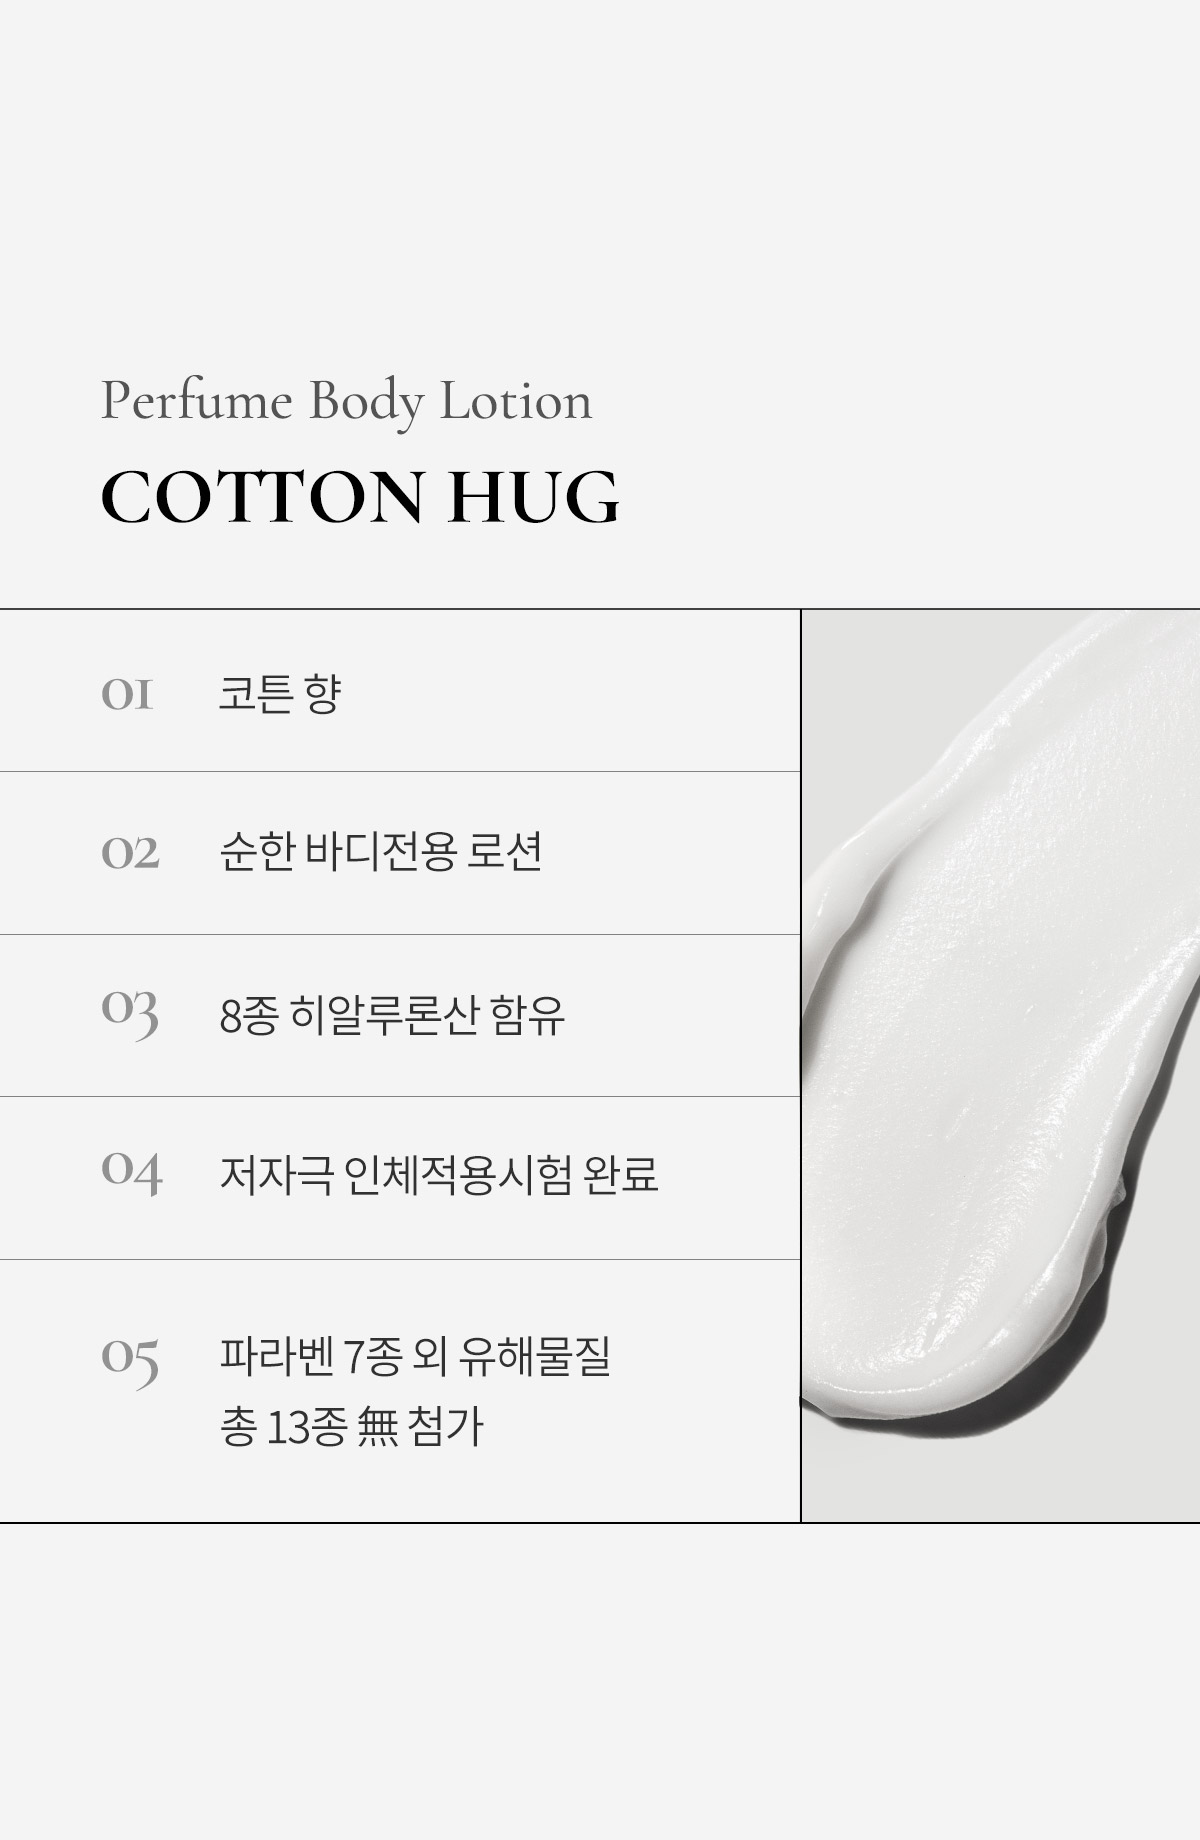 Perfume Body Lotion
COTTON HUG
01 코튼 향
02 순한 바디전용 로션
03 8종 히알루론산 함유
04 저자극 인체적용시험 완료
05 파라벤 7종 외 유해물질
총 13종 無 첨가